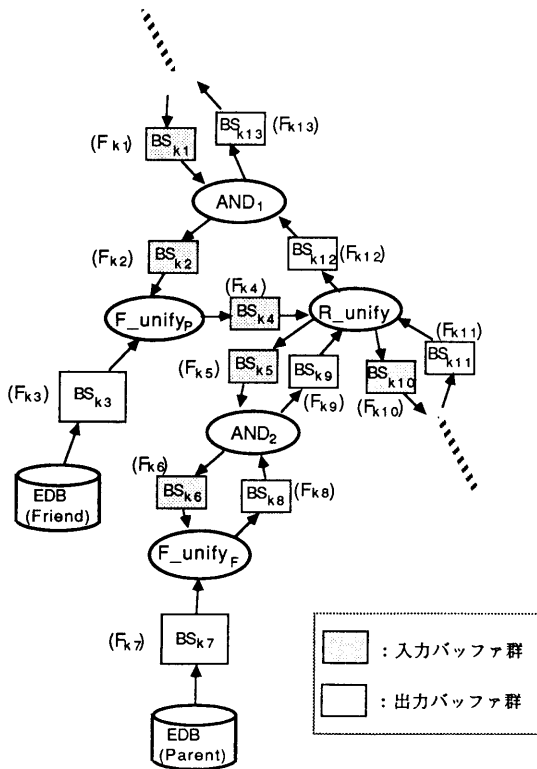 (Fk1) BSk1 BSk13 (Fk13)
AND1
(Fk2) BSk2 BSk12 (Fk12)
(Fk4)
F_unifyP BSk4 R_unify
(Fk11)
BSk11
(Fk5) BSk5 BSk9 BSk10
(Fk3) BSk3 (Fk9) (Fk10)
AND2
(Fk6)
BSk6 BSk8 (Fk8)
EDB
(Friend)
F_unifyF
(Fk7) BSk7
:入力バッファ群
:出力バッファ群
EDB
(Parent)